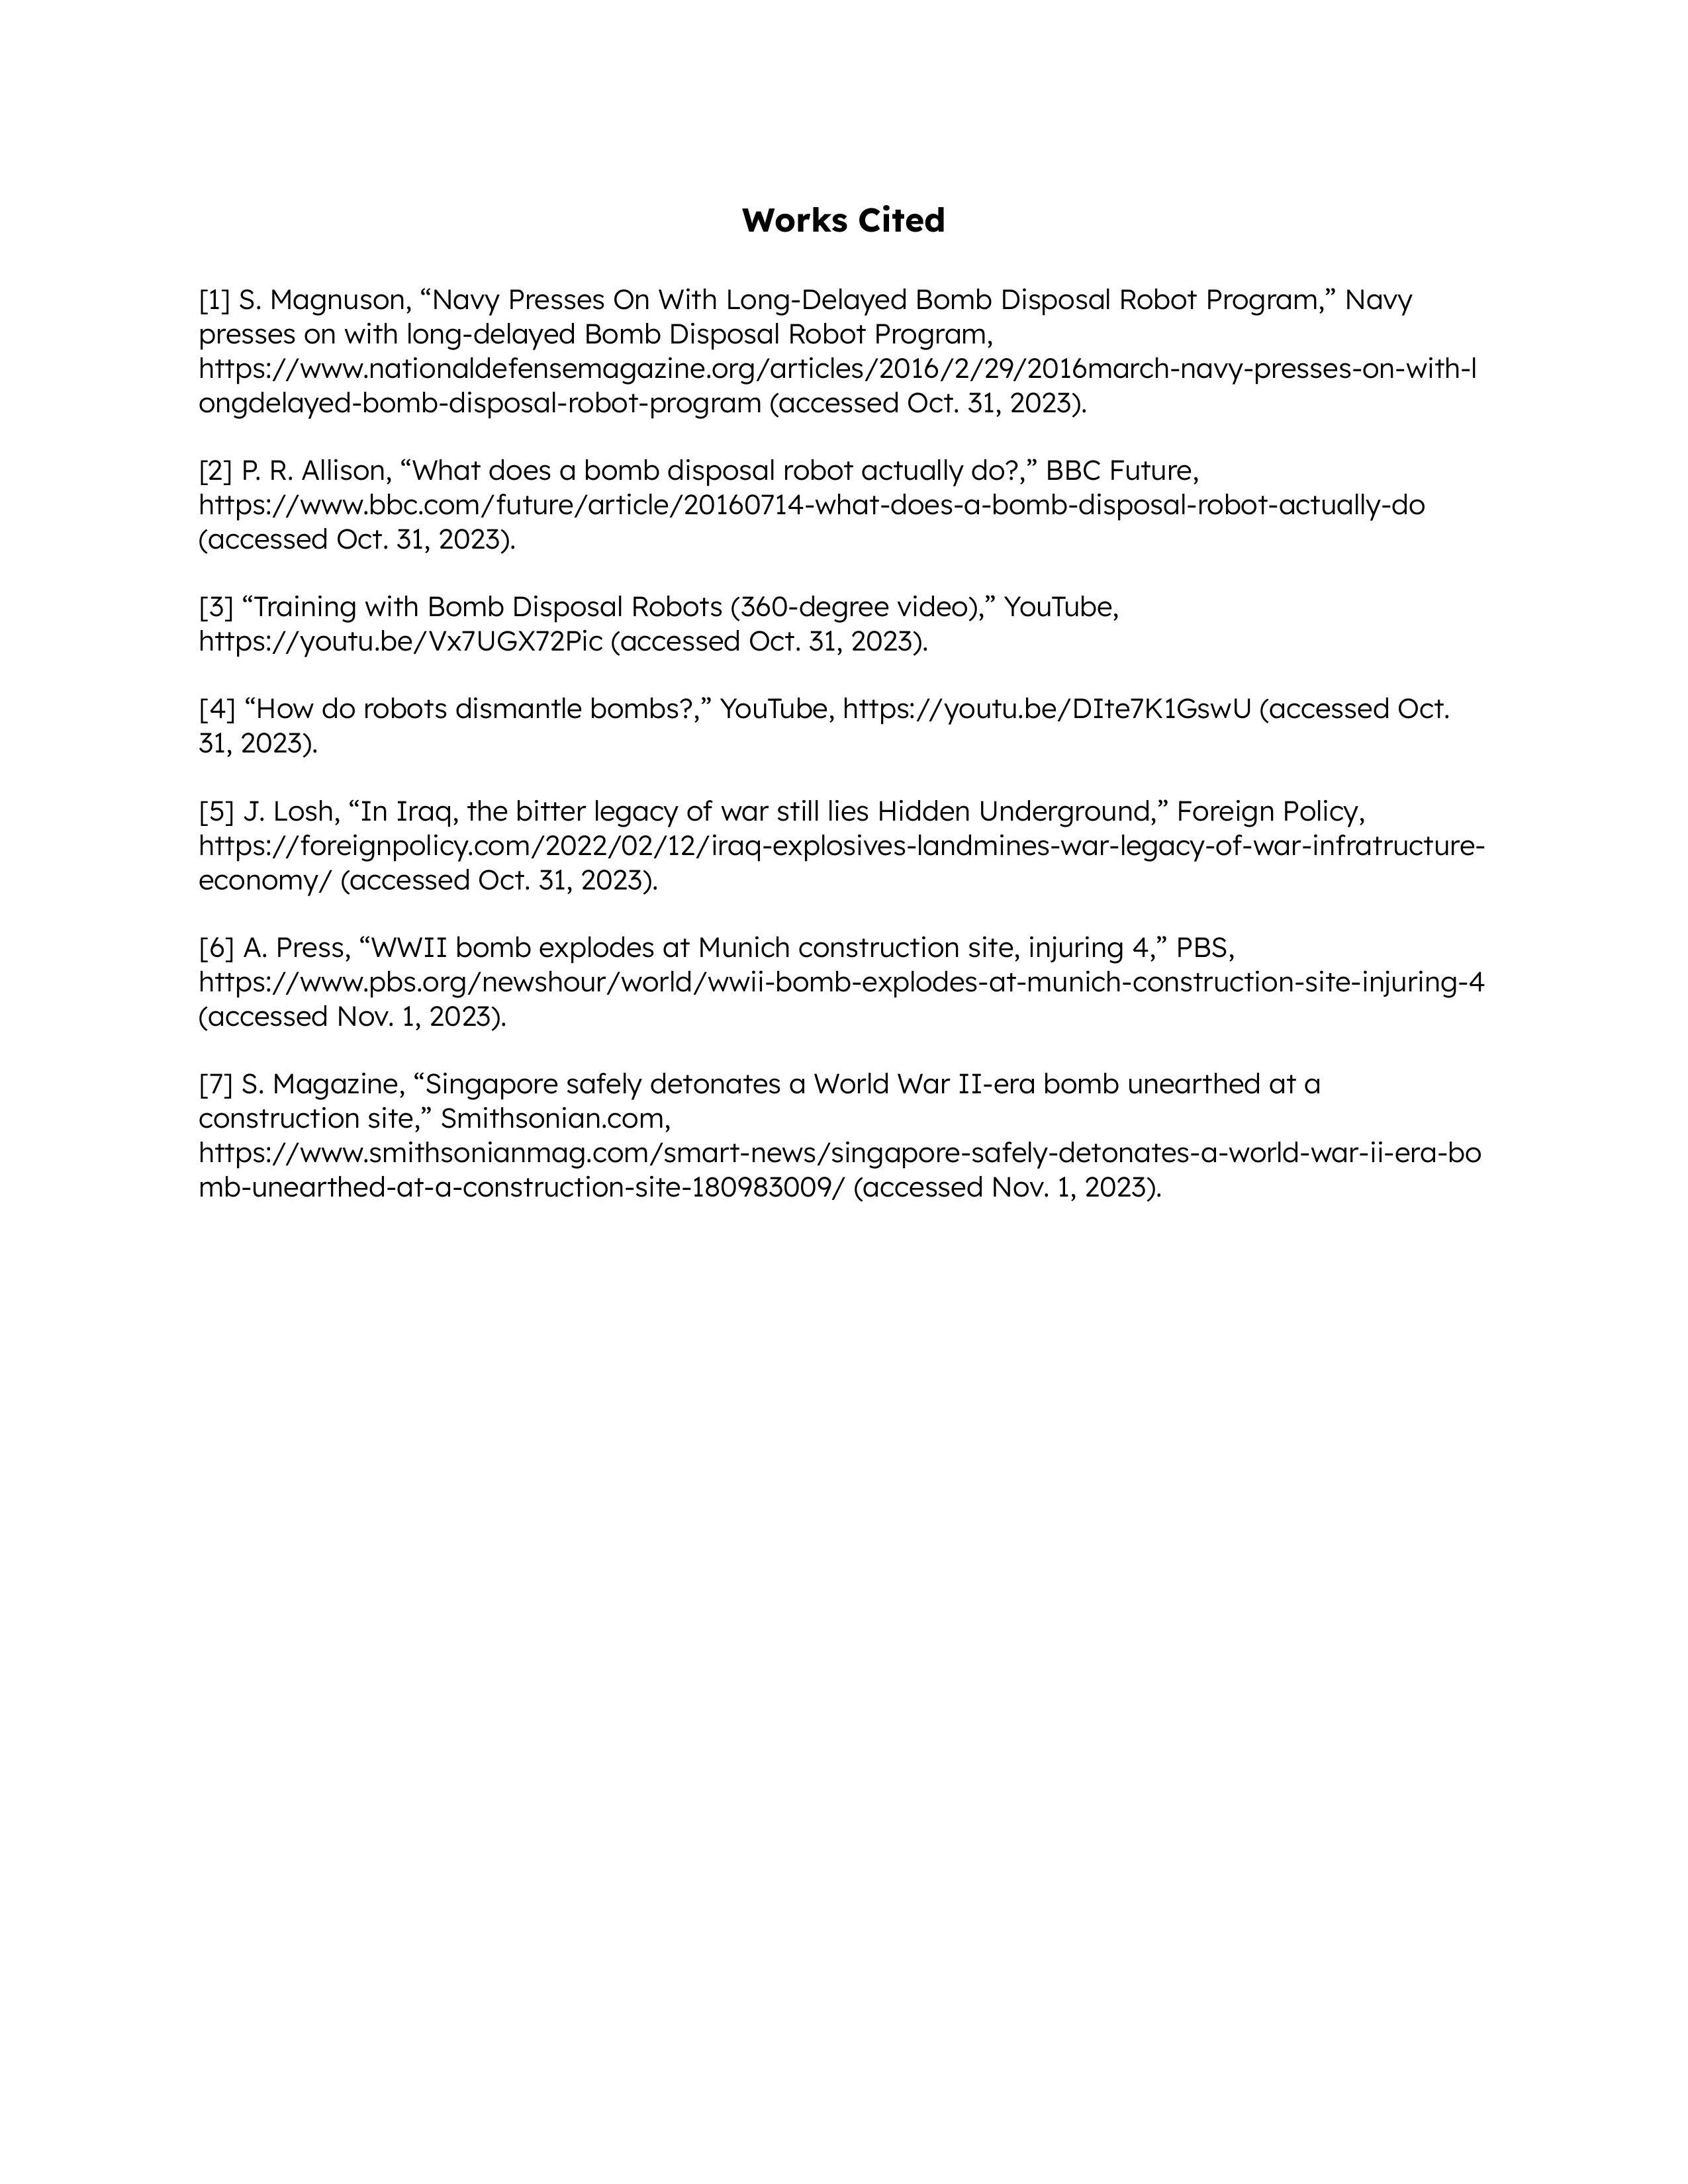 Works Cited
[1] S. Magnuson, “Navy Presses On With Long-Delayed Bomb Disposal Robot Program,” Navy
presses on with long-delayed Bomb Disposal Robot Program,
https://www.nationaldefensemagazine.org/articles/2016/2/29/2016march-navy-presses-on-with-l
ongdelayed-bomb-disposal-robot-program (accessed Oct. 31, 2023).
[2] P. R. Allison, “What does a bomb disposal robot actually do?,” BBC Future,
https://www.bbc.com/future/article/20160714-what-does-a-bomb-disposal-robot-actually-do
(accessed Oct. 31, 2023).
[3] “Training with Bomb Disposal Robots (360-degree video),” YouTube,
https://youtu.be/Vx7UGX72Pic (accessed Oct. 31, 2023).
[4] “How do robots dismantle bombs?,” YouTube, https://youtu.be/DIte7K1GswU (accessed Oct.
31, 2023).
[5] J. Losh, “In Iraq, the bitter legacy of war still lies Hidden Underground,” Foreign Policy,
https://foreignpolicy.com/2022/02/12/iraq-explosives-landmines-war-legacy-of-war-infratructure-
economy/ (accessed Oct. 31, 2023).
[6] A. Press, “WWII bomb explodes at Munich construction site, injuring 4,” PBS,
https://www.pbs.org/newshour/world/wwii-bomb-explodes-at-munich-construction-site-injuring-4
(accessed Nov. 1, 2023).
[7] S. Magazine, “Singapore safely detonates a World War II-era bomb unearthed at a
construction site,” Smithsonian.com,
https://www.smithsonianmag.com/smart-news/singapore-safely-detonates-a-world-war-ii-era-bo
mb-unearthed-at-a-construction-site-180983009/ (accessed Nov. 1, 2023).